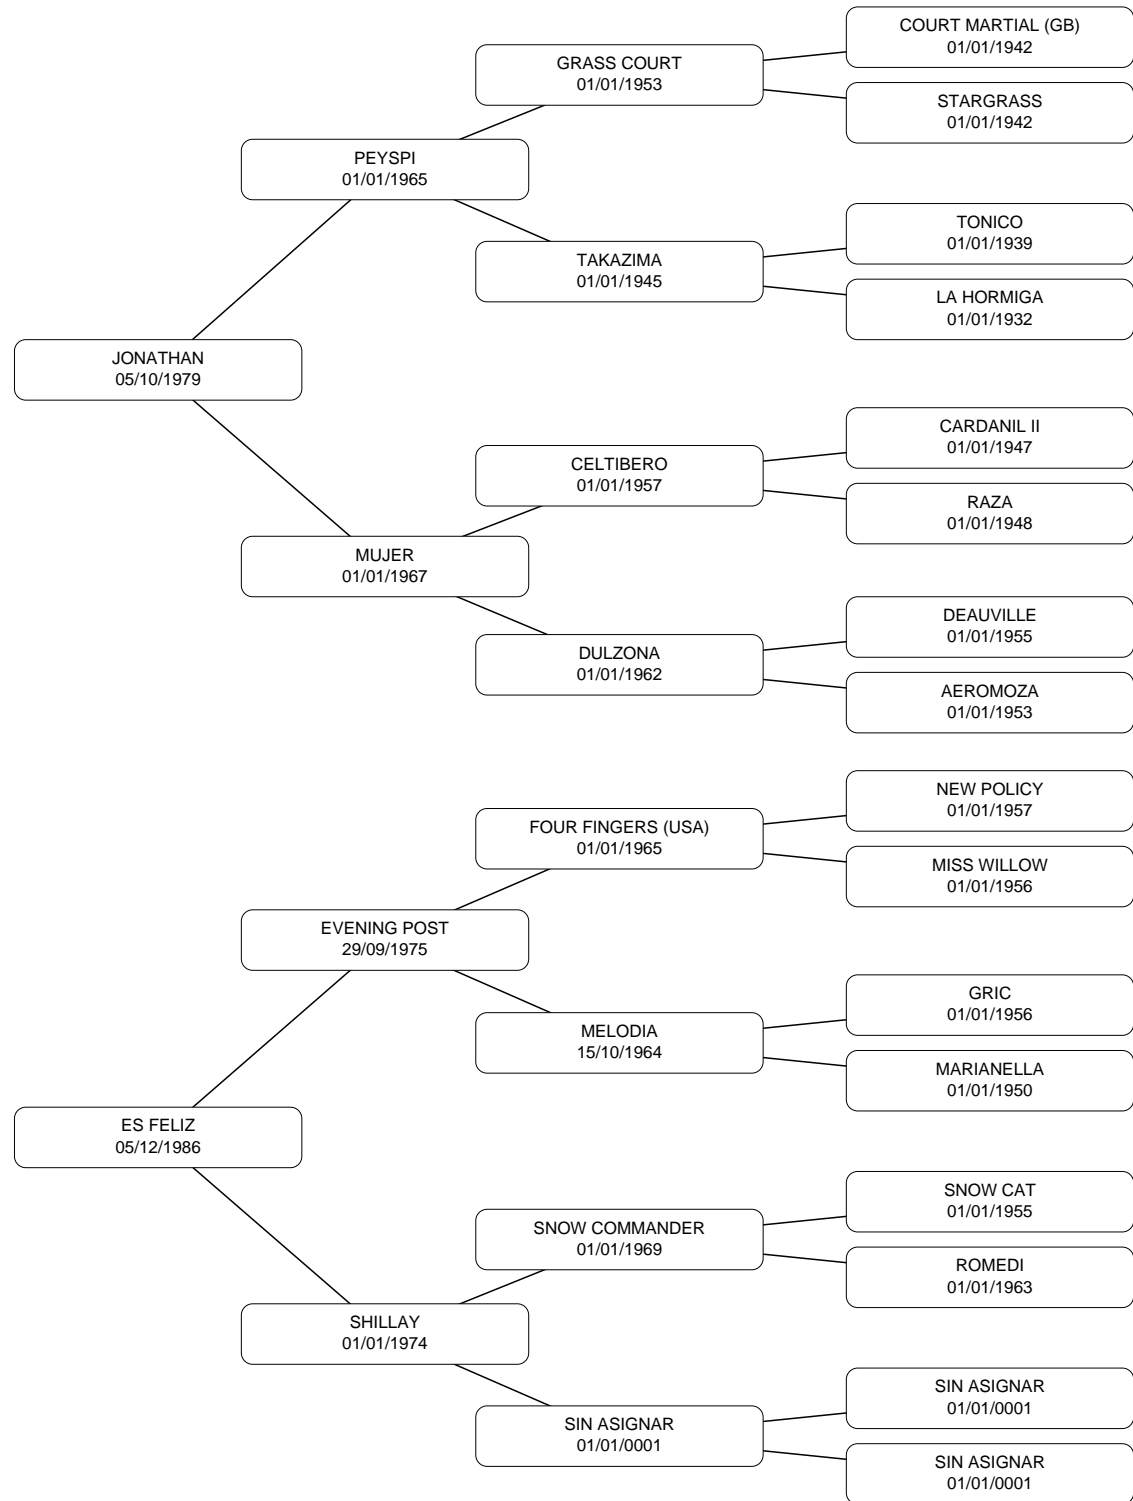 COURT MARTIAL (GB)
01/01/1942
GRASS COURT
01/01/1953
STARGRASS
01/01/1942
PEYSPI
01/01/1965
TONICO
01/01/1939
TAKAZIMA
01/01/1945
LA HORMIGA
01/01/1932
JONATHAN
05/10/1979
CARDANIL II
01/01/1947
CELTIBERO
01/01/1957
RAZA
01/01/1948
MUJER
01/01/1967
DEAUVILLE
01/01/1955
DULZONA
01/01/1962
AEROMOZA
01/01/1953
NEW POLICY
01/01/1957
FOUR FINGERS (USA)
01/01/1965
MISS WILLOW
01/01/1956
EVENING POST
29/09/1975
GRIC
01/01/1956
MELODIA
15/10/1964
MARIANELLA
01/01/1950
ES FELIZ
05/12/1986
SNOW CAT
01/01/1955
SNOW COMMANDER
01/01/1969
ROMEDI
01/01/1963
SHILLAY
01/01/1974
SIN ASIGNAR
01/01/0001
SIN ASIGNAR
01/01/0001
SIN ASIGNAR
01/01/0001